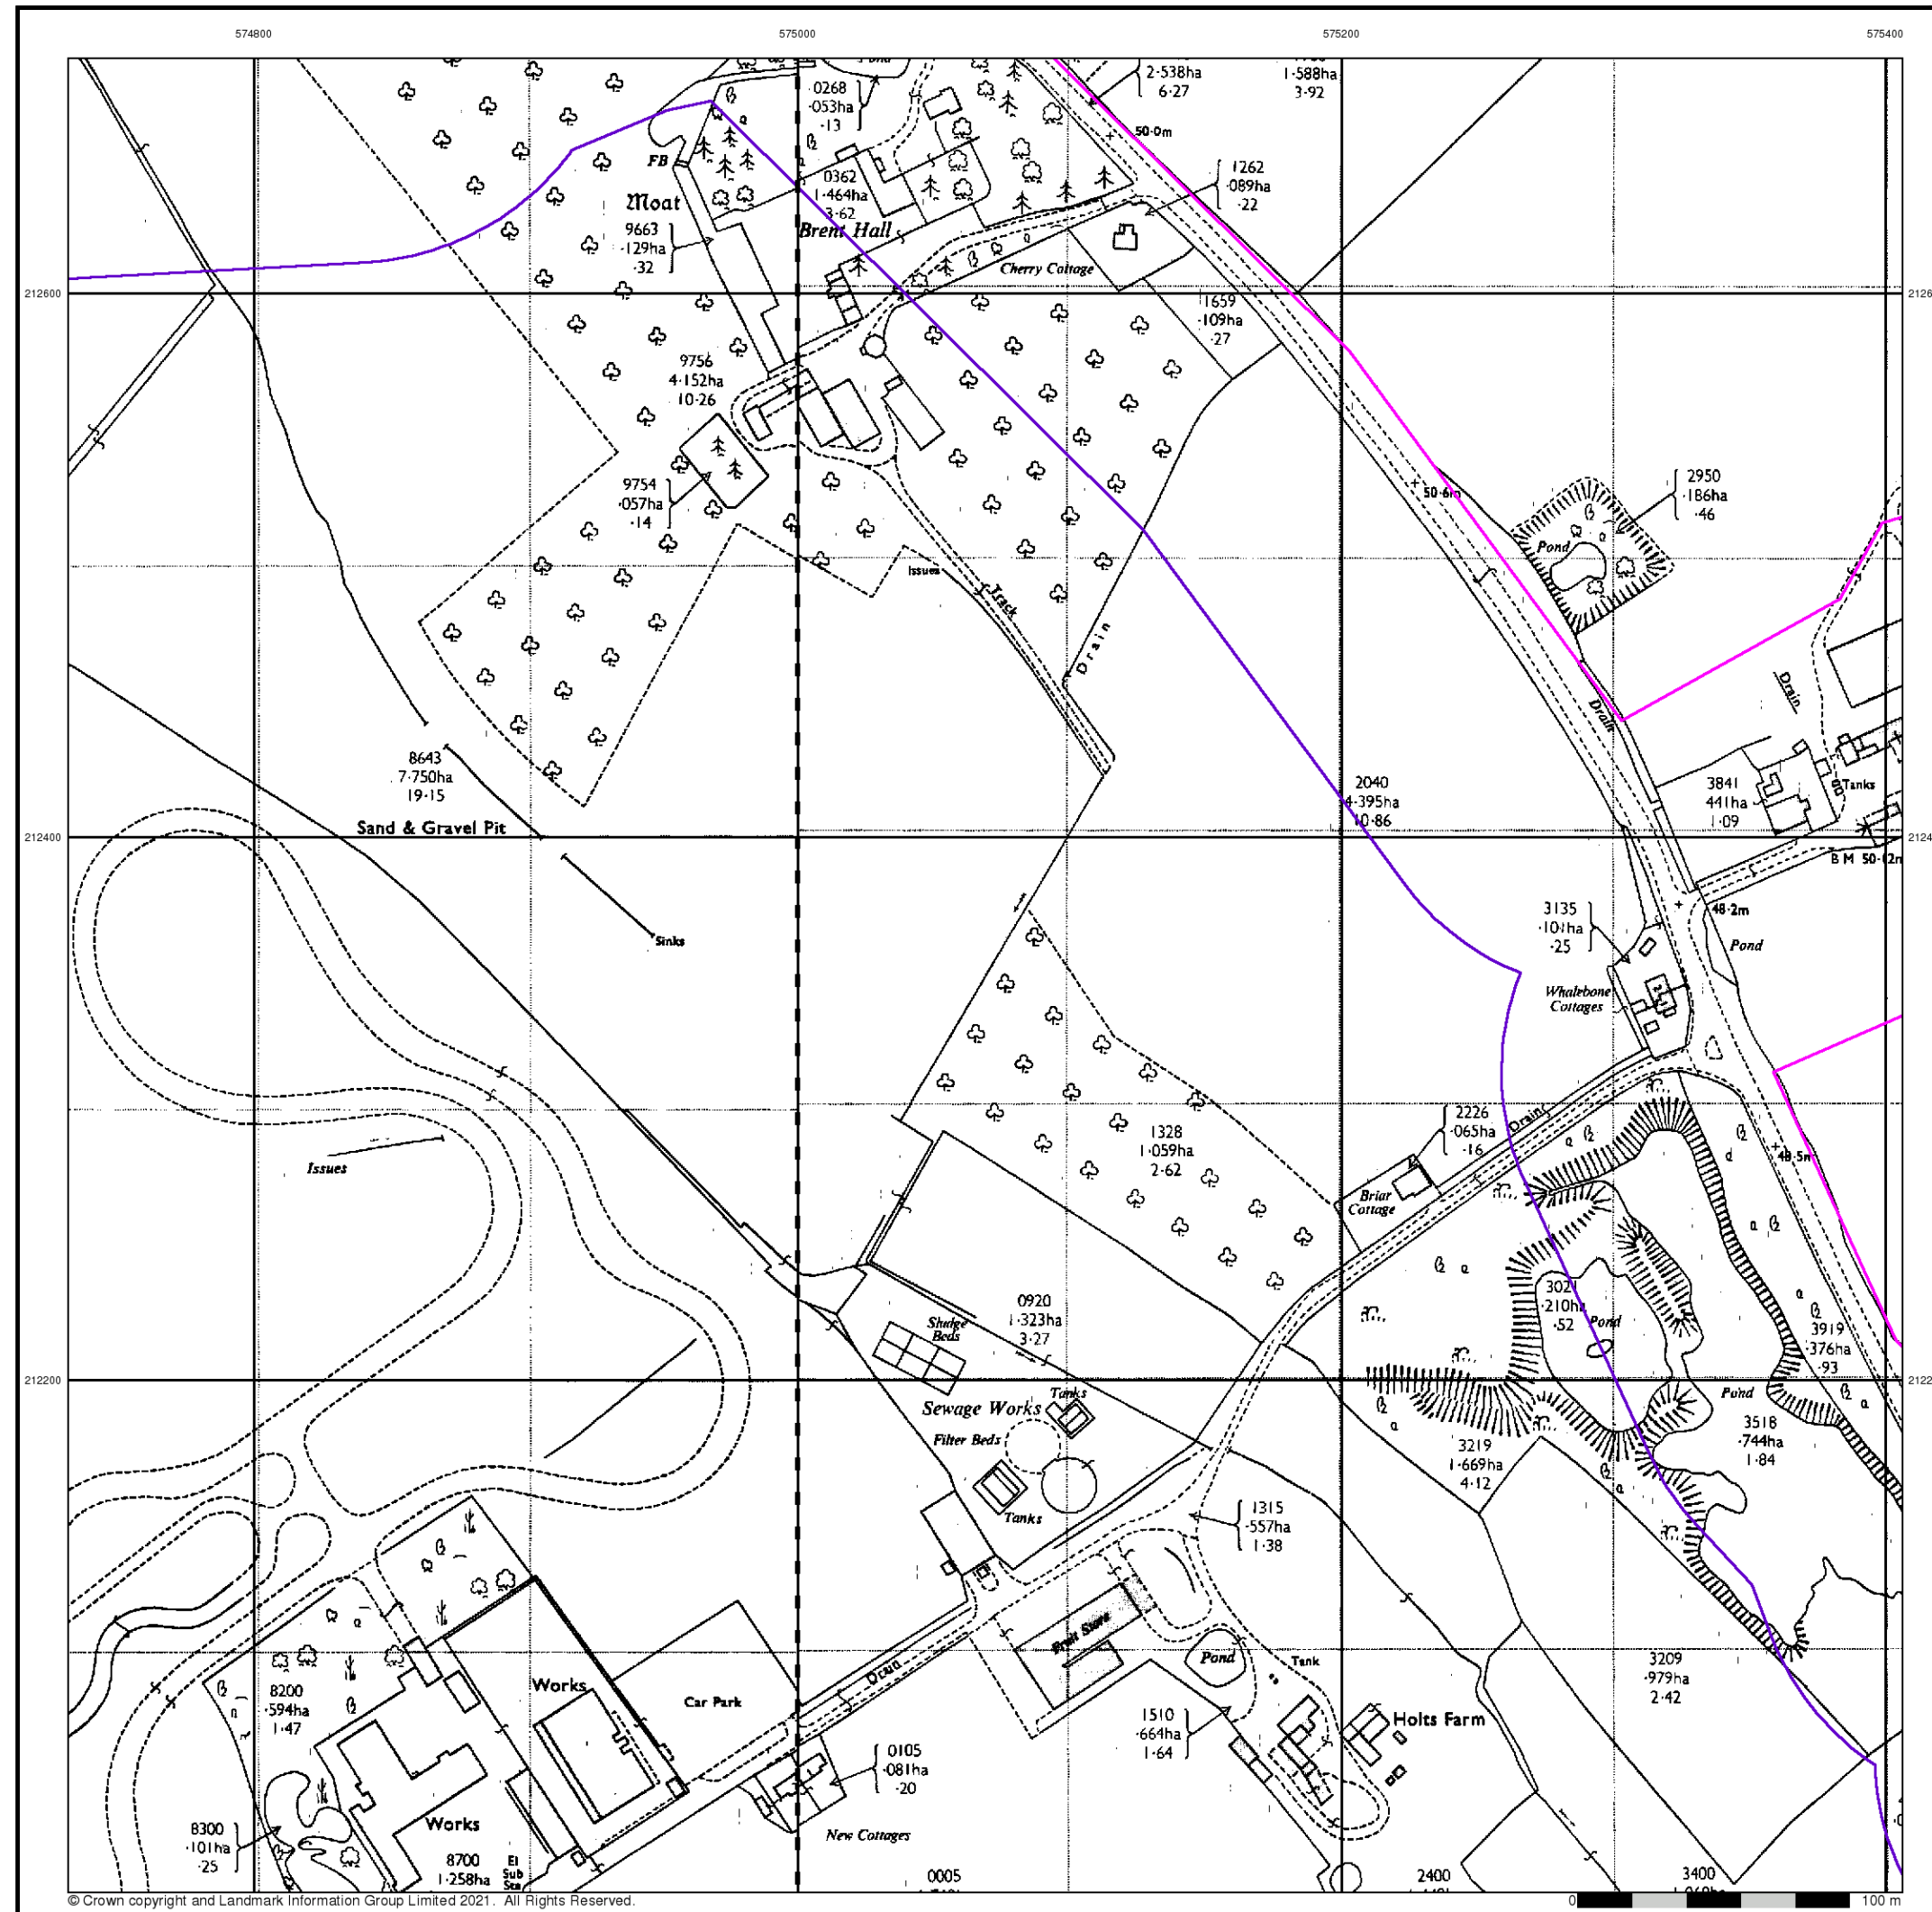 574800
575000
575200
575400
0268
·053ha
·13
2·538ha
6·27
1·588ha
3·92
50·0m
FB
Moat
9663
·129ha
·32
0362
1·464ha
3·62
Brent Hall
1262
·089ha
·22
Cherry Cottage
212600
1659
·109ha
·27
9756
4·152ha
10·26
9754
·057ha
·14
50·6m
2950
·186ha
·46
Pond
Issues
Track
Drain
Drain
Drain
8643
7·750ha
19·15
Sand & Gravel Pit
2040
4·395ha
10·86
3841
441ha
1·09
Tanks
212400
B M 50·02m
3135
·101ha
·25
48·2m
Pond
Sinks
Whalebone
Cottages
Issues
1328
1·059ha
2·62
2226
·065ha
·16
Drain
48·5m
Briar
Cottage
0920
1·323ha
3·27
3021
·210ha
·52
Pond
Sludge
Beds
3919
·376ha
·93
212200
Tanks
Sewage Works
Filter Beds
Pond
3518
·744ha
1·84
3219
1·669ha
4·12
Tanks
1315
·557ha
1·38
Fruit Store
Pond
Tank
3209
·979ha
2·42
8200
·594ha
1·47
Works
Car Park
Drain
1510
·664ha
1·64
Holts Farm
0105
·081ha
·20
8300
·101ha
·25
Works
New Cottages
8700
1·258ha
El
Sub
Sta
0005
2400
3400
© Crown copyright and Landmark Information Group Limited 2021. All Rights Reserved.
0
100 m